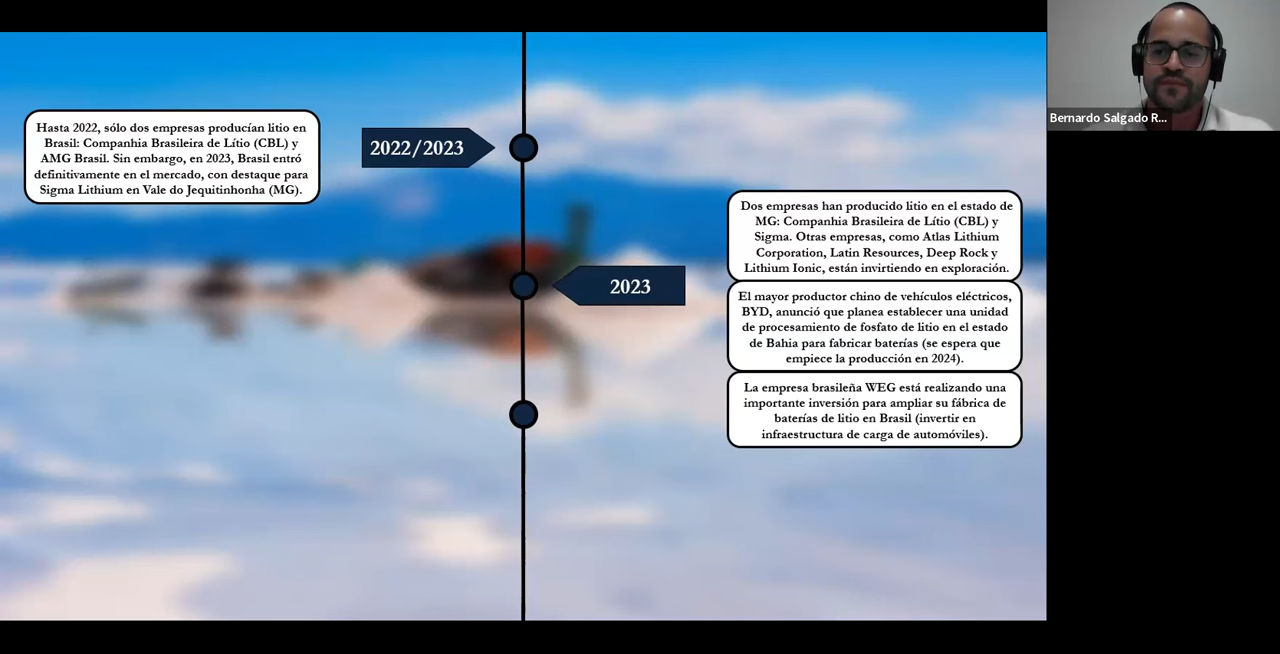 Hasta 2022, sólo dos empresas producían litio en
Brasil: Companhia Brasileira de Lítio (CBL) y
AMG Brasil. Sin embargo, en 2023, Brasil entró
definitivamente en el mercado, con destaque para
Sigma Lithium en Vale do Jequitinhonha (MG).
2022/2023
Dos empresas han producido litio en el estado de
MG: Companhia Brasileira de Lítio (CBL) y
Sigma. Otras empresas, como Atlas Lithium
Corporation, Latin Resources, Deep Rock y
Lithium Ionic, están invirtiendo en exploración.
2023
El mayor productor chino de vehículos eléctricos,
BYD, anunció que planea establecer una unidad
de procesamiento de fosfato de litio en el estado
de Bahia para fabricar baterías (se espera que
empiece la producción en 2024).
La empresa brasileña WEG está realizando una
importante inversión para ampliar su fábrica de
baterías de litio en Brasil (invertir en
infraestructura de carga de automóviles).
Bernardo Salgado R...